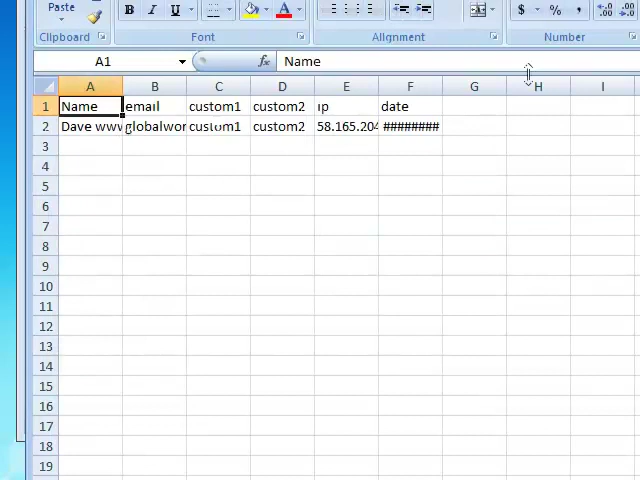 Paste B I U A $ % ,
Clipboard Font Alignment Number
A1 fx Name
A B C D E F G H I
1 Name email custom1 custom2 ip date
2 Dave www globalwor custom1 custom2 58.165.204 ########
3
4
5
6
7
8
9
10
11
12
13
14
15
16
17
18
19